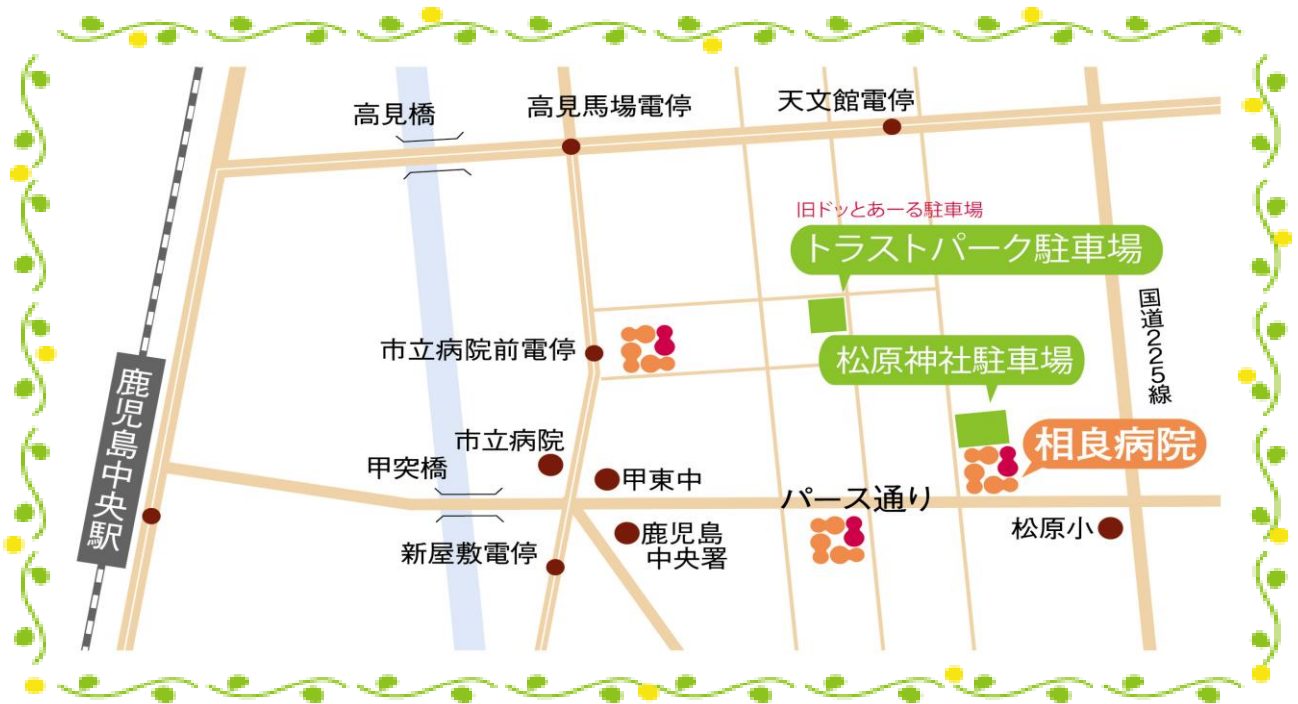 高見橋
高見馬場電停
天文館電停
旧ドッとあーる駐車場
トラストパーク駐車場
国道225線
市立病院前電停
松原神社駐車場
鹿児島中央駅
市立病院
相良病院
甲突橋
甲東中
パース通り
新屋敷電停
鹿児島
中央署
松原小